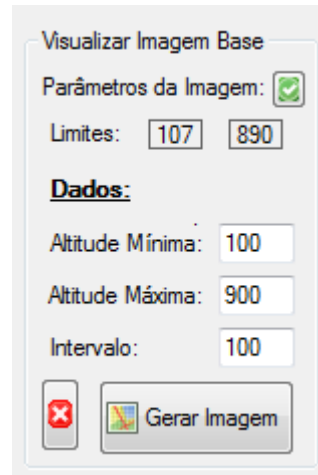 Visualizar Imagem Base
Parâmetros da Imagem:
Limites: 107 890
Dados:
Altitude Mínima: 100
Altitude Máxima: 900
Intervalo: 100
Gerar Imagem